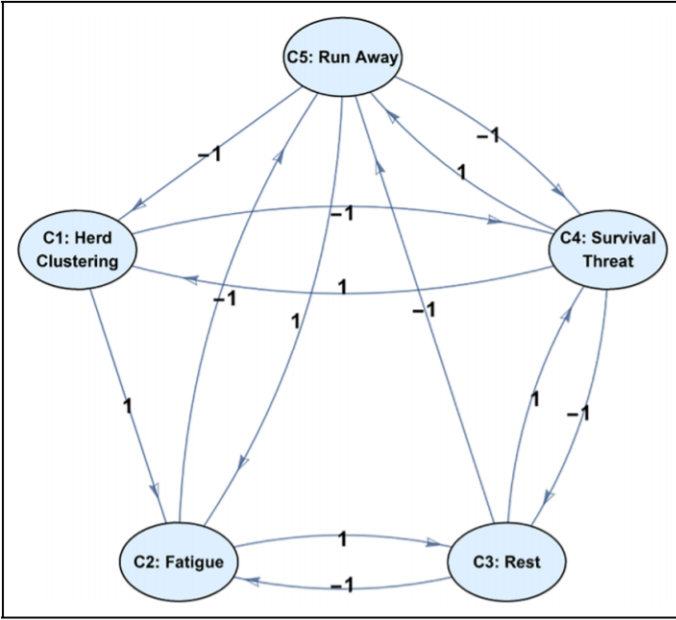 C5: Run Away
–1
–1
1
C1: Herd
Clustering
–1
C4: Survival
Threat
1
–1
1
–1
1
1
–1
C2: Fatigue
1
C3: Rest
–1